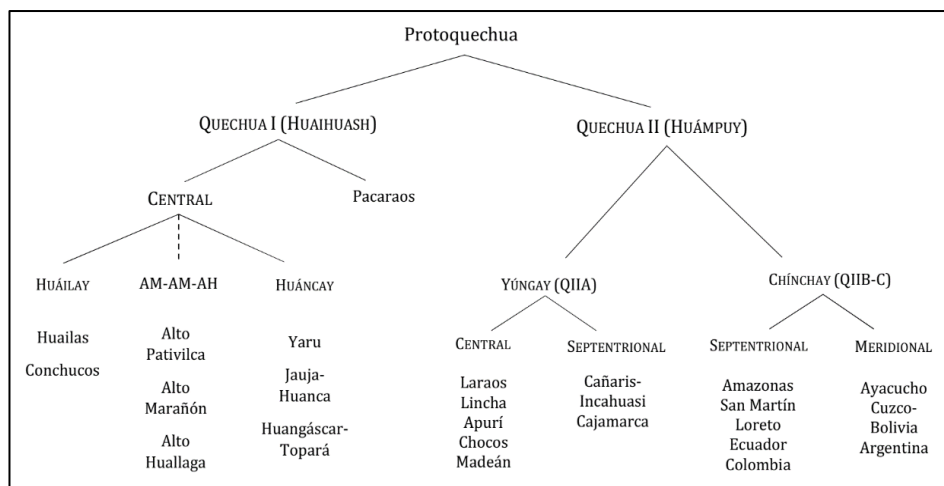 Protoquechua
QUECHUA I (HUAIHUASH)
QUECHUA II (HUÁMPUY)
CENTRAL
Pacaraos
HUÁILAY
AM-AM-AH
HUÁNCAY
YÚNGAY (QIIA)
CHÍNCHAY (QIIB-C)
Huailas
Conchucos
Alto
Pativilca
Alto
Marañón
Alto
Huallaga
Yaru
Jauja-
Huanca
Huangáscar-
Topará
CENTRAL
SEPTENTRIONAL
SEPTENTRIONAL
MERIDIONAL
Laraos
Lincha
Apurí
Chocos
Madeán
Cañaris-
Incahuasi
Cajamarca
Amazonas
San Martín
Loreto
Ecuador
Colombia
Ayacucho
Cuzco-
Bolivia
Argentina